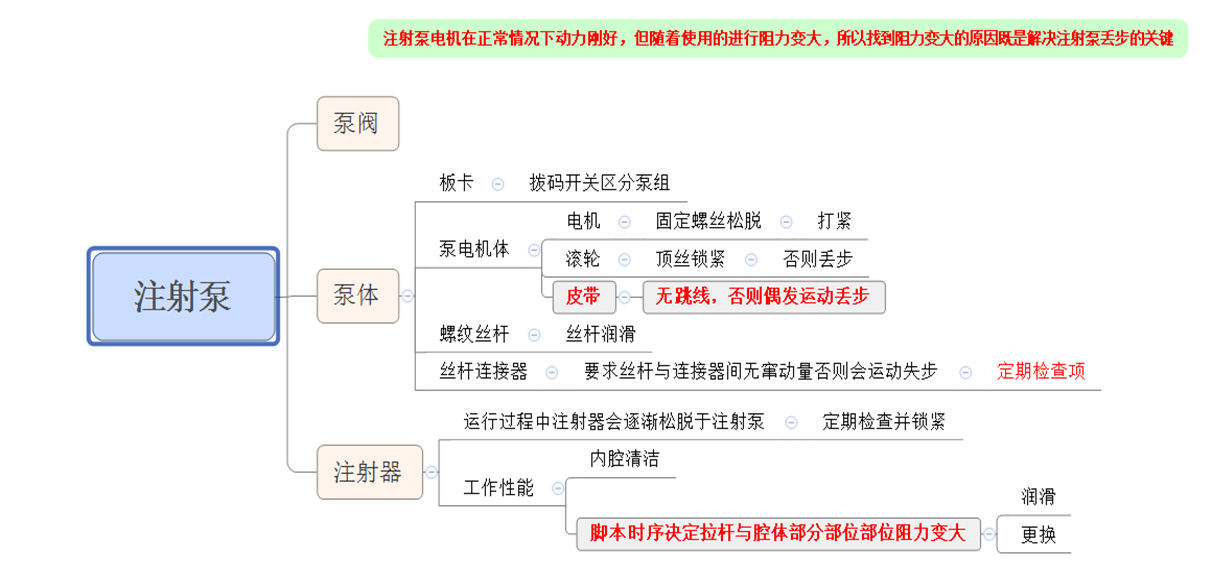 注射泵电机在正常情况下动力刚好，但随着使用的进行阻力变大，所以找到阻力变大的原因既是解决注射泵丢步的关键
注射泵
泵阀
泵体
板卡
拨码开关区分泵组
泵电机体
电机
固定螺丝松脱
打紧
滚轮
顶丝锁紧
否则丢步
皮带
无跳线，否则偶发运动丢步
螺纹丝杆
丝杆润滑
丝杆连接器
要求丝杆与连接器间无窜动量否则会运动失步
定期检查项
注射器
运行过程中注射器会逐渐松脱于注射泵
定期检查并锁紧
工作性能
内腔清洁
脚本时序决定拉杆与腔体部分部位部位阻力变大
润滑
更换